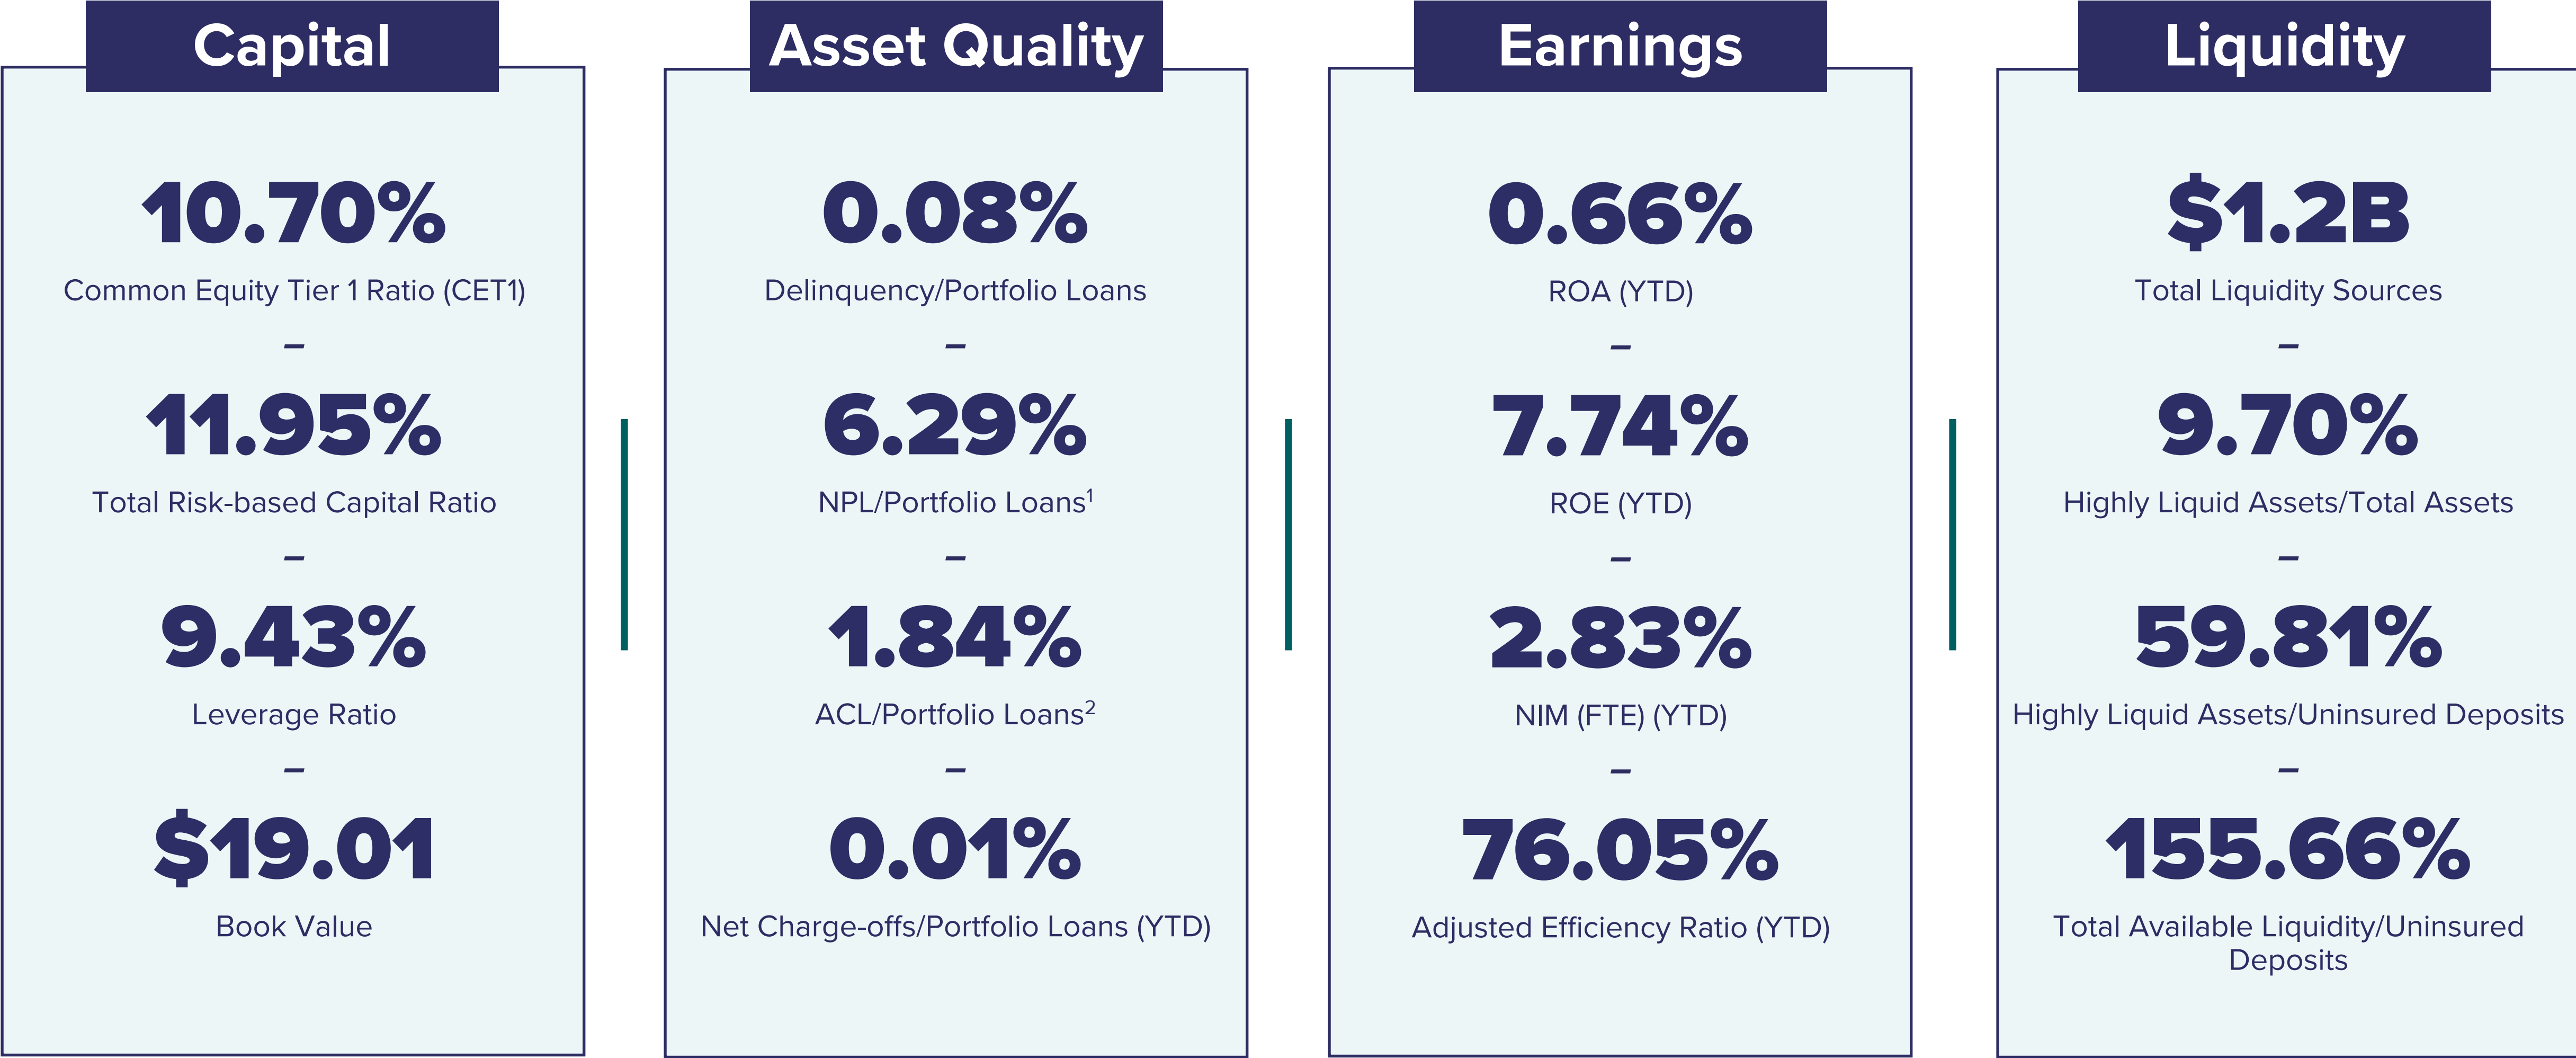 Capital
10.70%
Common Equity Tier 1 Ratio (CET1)
–
11.95%
Total Risk-based Capital Ratio
–
9.43%
Leverage Ratio
–
$19.01
Book Value
Asset Quality
0.08%
Delinquency/Portfolio Loans
–
6.29%
NPL/Portfolio Loans¹
–
1.84%
ACL/Portfolio Loans²
–
0.01%
Net Charge-offs/Portfolio Loans (YTD)
Earnings
0.66%
ROA (YTD)
–
7.74%
ROE (YTD)
–
2.83%
NIM (FTE) (YTD)
–
76.05%
Adjusted Efficiency Ratio (YTD)
Liquidity
$1.2B
Total Liquidity Sources
–
9.70%
Highly Liquid Assets/Total Assets
–
59.81%
Highly Liquid Assets/Uninsured Deposits
–
155.66%
Total Available Liquidity/Uninsured
Deposits